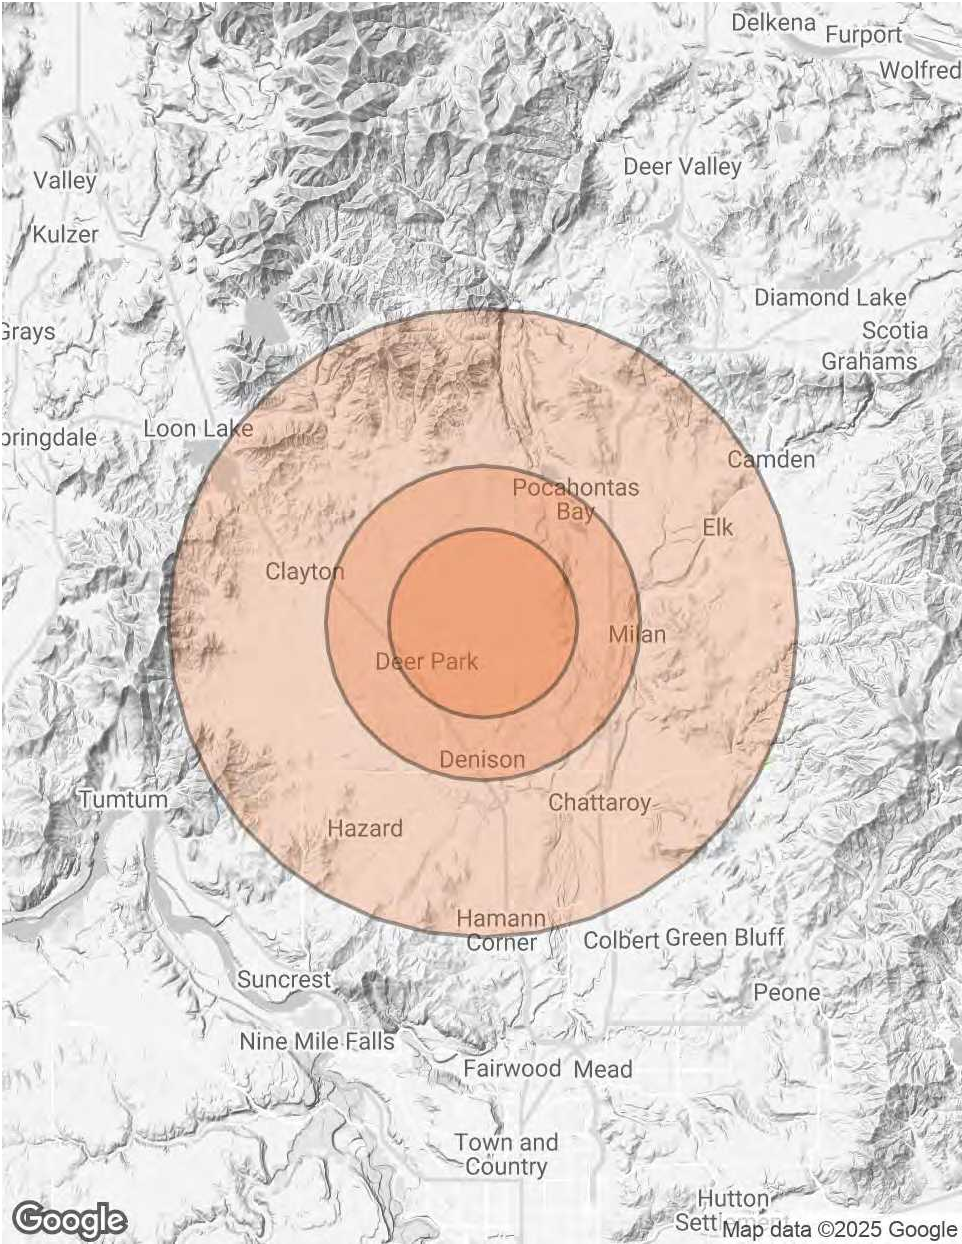 Delkena
Furport
Wolfred
Deer Valley
Valley
Kulzer
Diamond Lake
Scotia
Grahams
Grays
Loon Lake
pringdale
Camden
Pocahontas
Bay
Elk
Clayton
Milan
Deer Park
Denison
Tumtum
Chattaroy
Hazard
Hamann
Corner
Colbert
Green Bluff
Suncrest
Peone
Nine Mile Falls
Fairwood
Mead
Town and
Country
Hutton
Settlement
Google
Map data ©2025 Google